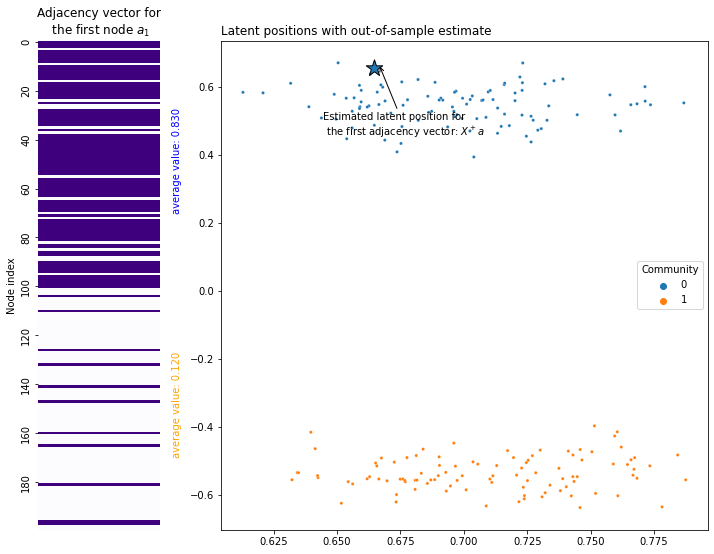 Adjacency vector for
the first node a₁
Latent positions with out-of-sample estimate
Node index
0
20
40
60
80
100
120
140
160
180
average value: 0.830
average value: 0.120
0.6
0.4
0.2
0.0
−0.2
−0.4
−0.6
Estimated latent position for
the first adjacency vector: X⁺a
Community
0
1
0.625
0.650
0.675
0.700
0.725
0.750
0.775